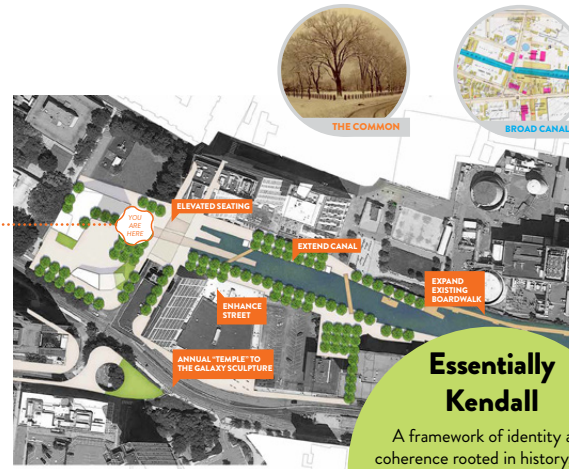 THE COMMON
BROAD CANAL
YOU
ARE
HERE
ELEVATED SEATING
EXTEND CANAL
EXPAND
EXISTING
BOARDWALK
ENHANCE
STREET
ANNUAL “TEMPLE” TO
THE GALAXY SCULPTURE
Essentially
Kendall
A framework of identity a
coherence rooted in history